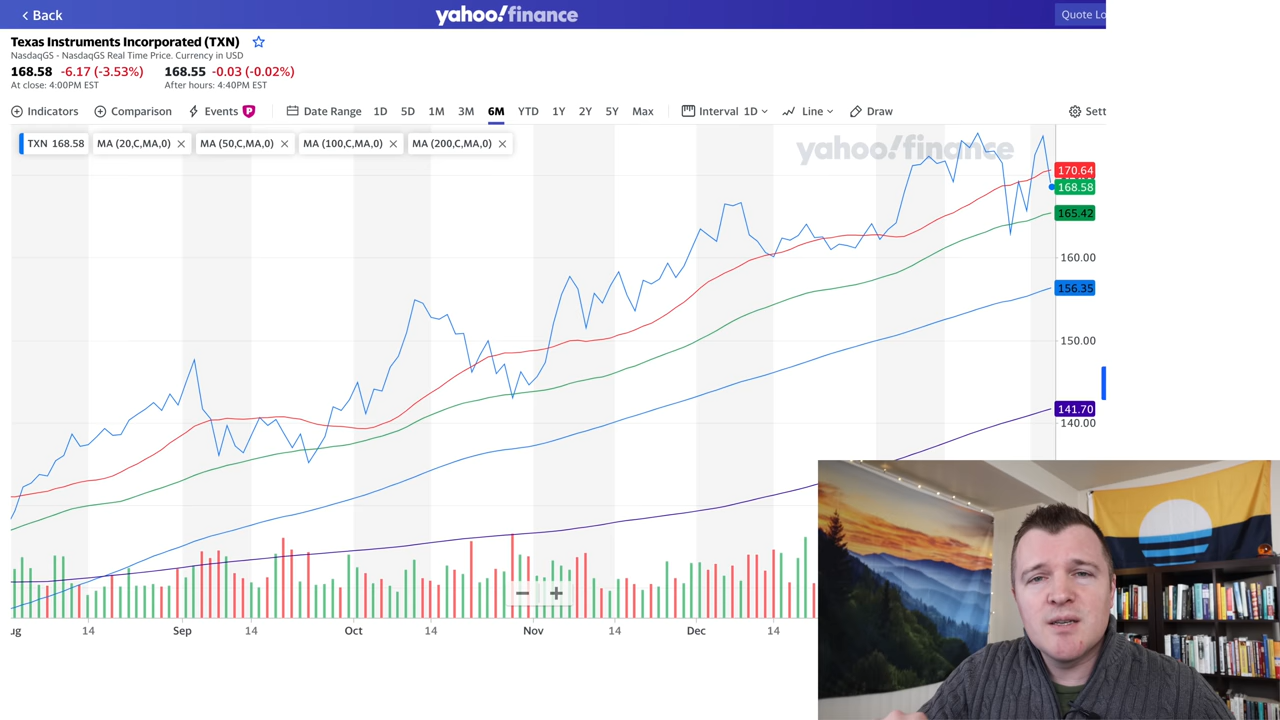 Back
yahoo!finance
Quote Lo
Texas Instruments Incorporated (TXN)
NasdaqGS - NasdaqGS Real Time Price. Currency in USD
168.58 -6.17 (-3.53%) 168.55 -0.03 (-0.02%)
At close: 4:00PM EST After hours: 4:40PM EST
Indicators Comparison Events P Date Range 1D 5D 1M 3M 6M YTD 1Y 2Y 5Y Max Interval 1D Line Draw Sett
TXN 168.58 MA (20,C,MA,0) MA (50,C,MA,0) MA (100,C,MA,0) MA (200,C,MA,0)
yahoo!finance
170.64
168.58
165.42
160.00
156.35
150.00
141.70
140.00
ug 14 Sep 14 Oct 14 Nov 14 Dec 14